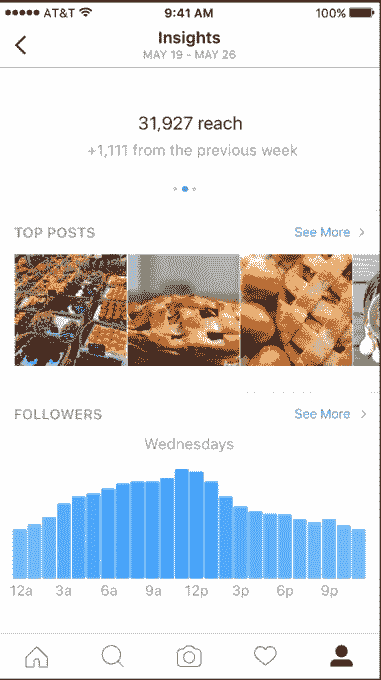 AT&T 9:41 AM 100%
Insights
MAY 19 - MAY 26
31,927 reach
+1,111 from the previous week
TOP POSTS See More
FOLLOWERS See More
Wednesdays
12a 3a 6a 9a 12p 3p 6p 9p